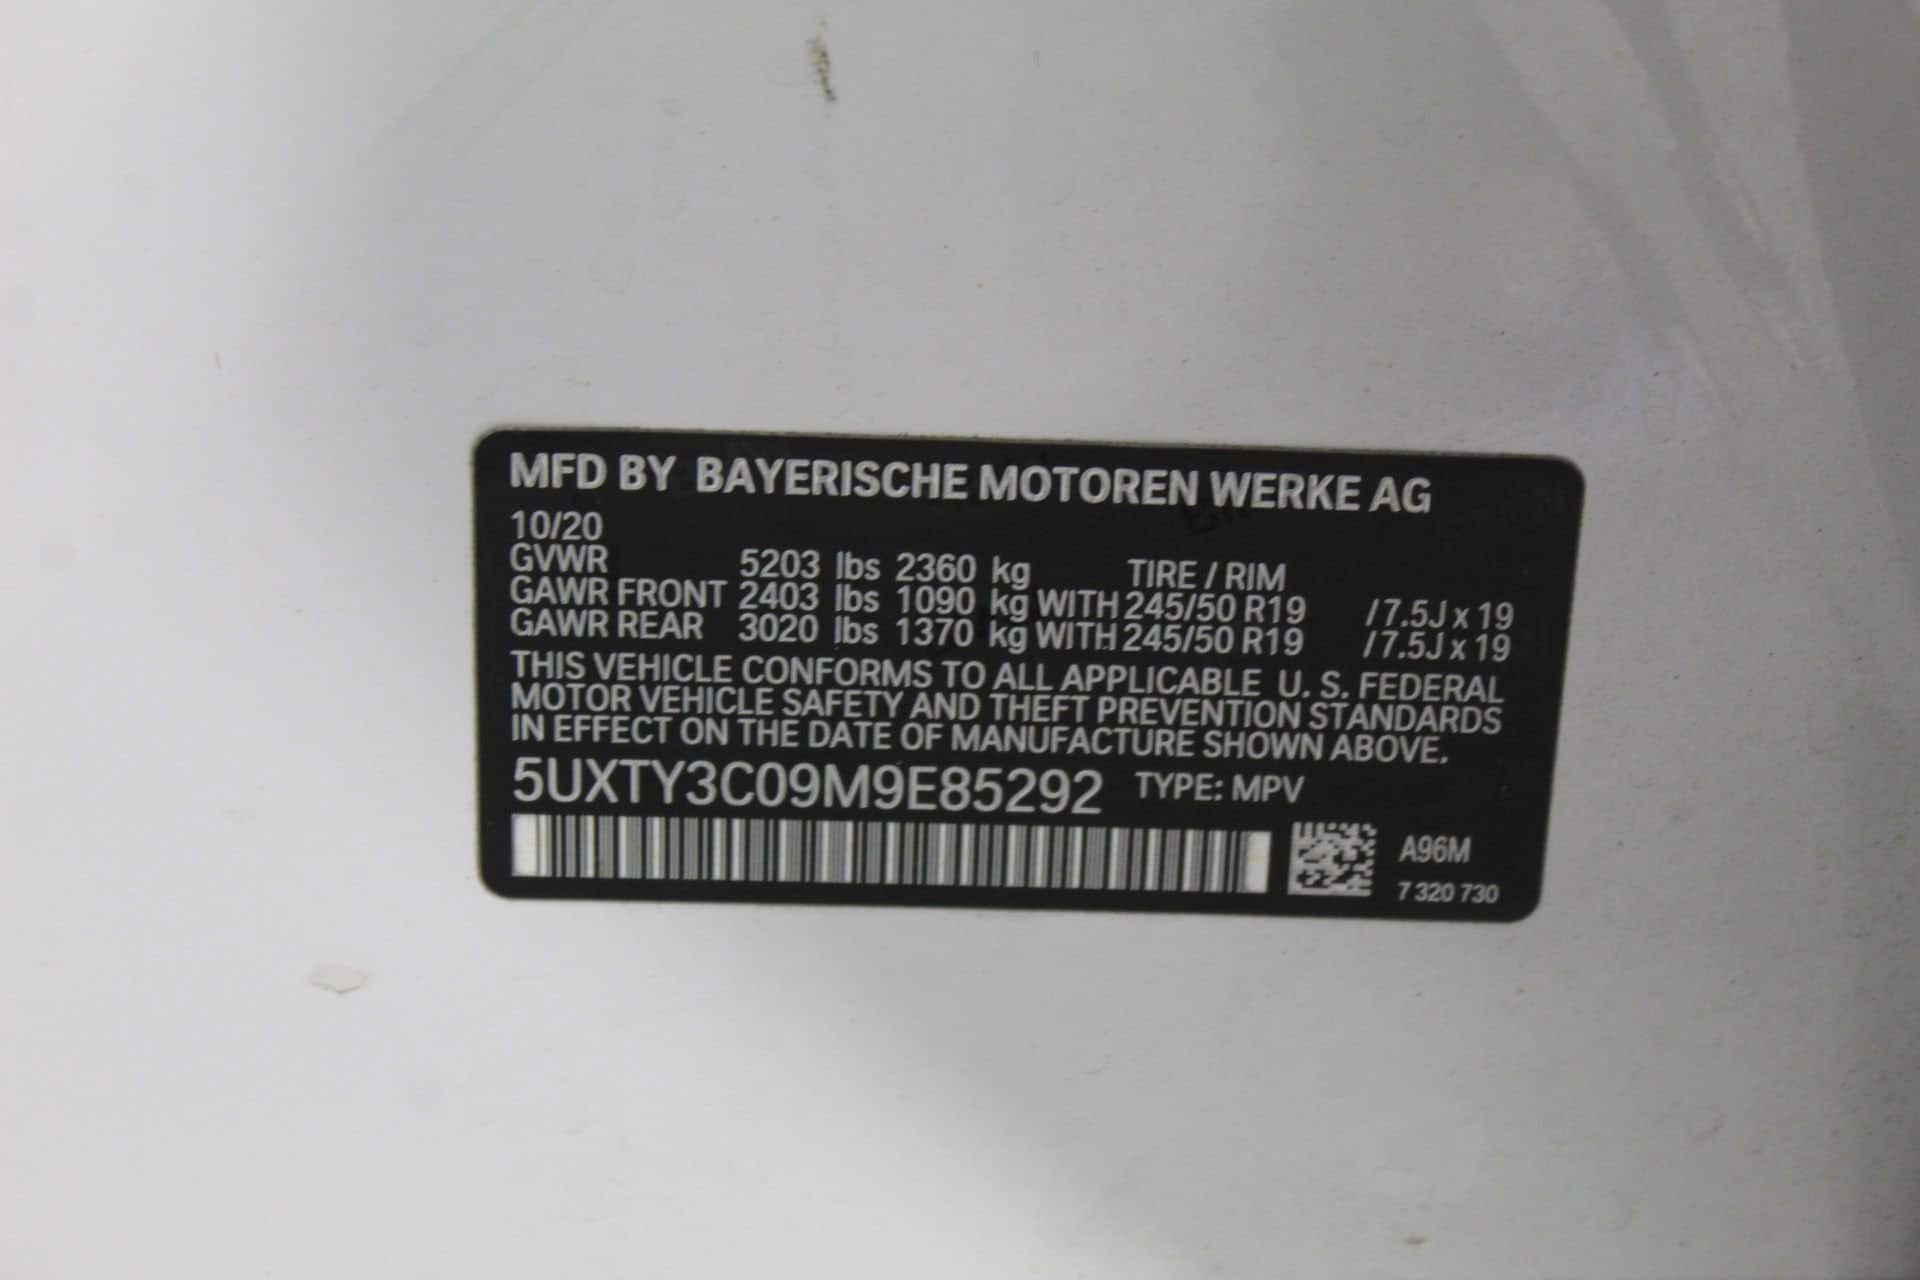 MFD BY BAYERISCHE MOTOREN WERKE AG
10/20
GVWR 5203 lbs 2360 kg TIRE / RIM
GAWR FRONT 2403 lbs 1090 kg WITH 245/50 R19 / 7.5J x 19
GAWR REAR 3020 lbs 1370 kg WITH 245/50 R19 / 7.5J x 19
THIS VEHICLE CONFORMS TO ALL APPLICABLE U. S. FEDERAL
MOTOR VEHICLE SAFETY AND THEFT PREVENTION STANDARDS
IN EFFECT ON THE DATE OF MANUFACTURE SHOWN ABOVE.
5UXTY3C09M9E85292 TYPE: MPV
A96M
7 320 730